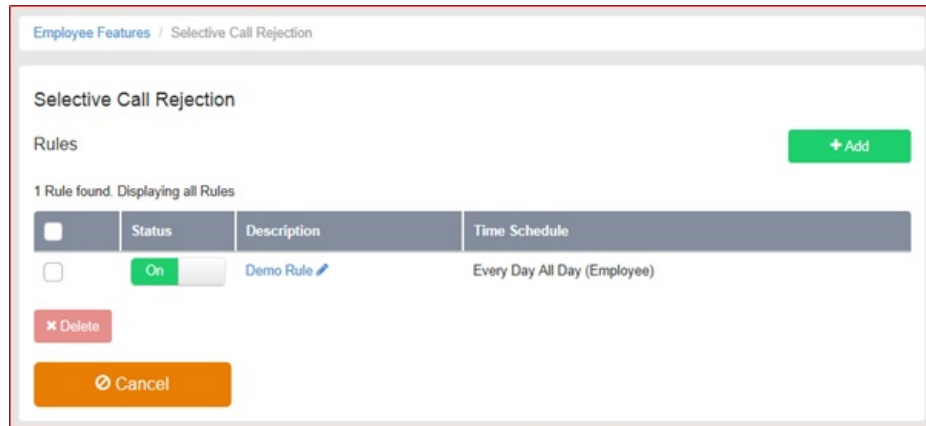 Employee Features / Selective Call Rejection
Selective Call Rejection
Rules
+ Add
1 Rule found. Displaying all Rules
Status Description Time Schedule
On Demo Rule Every Day All Day (Employee)
× Delete
Cancel